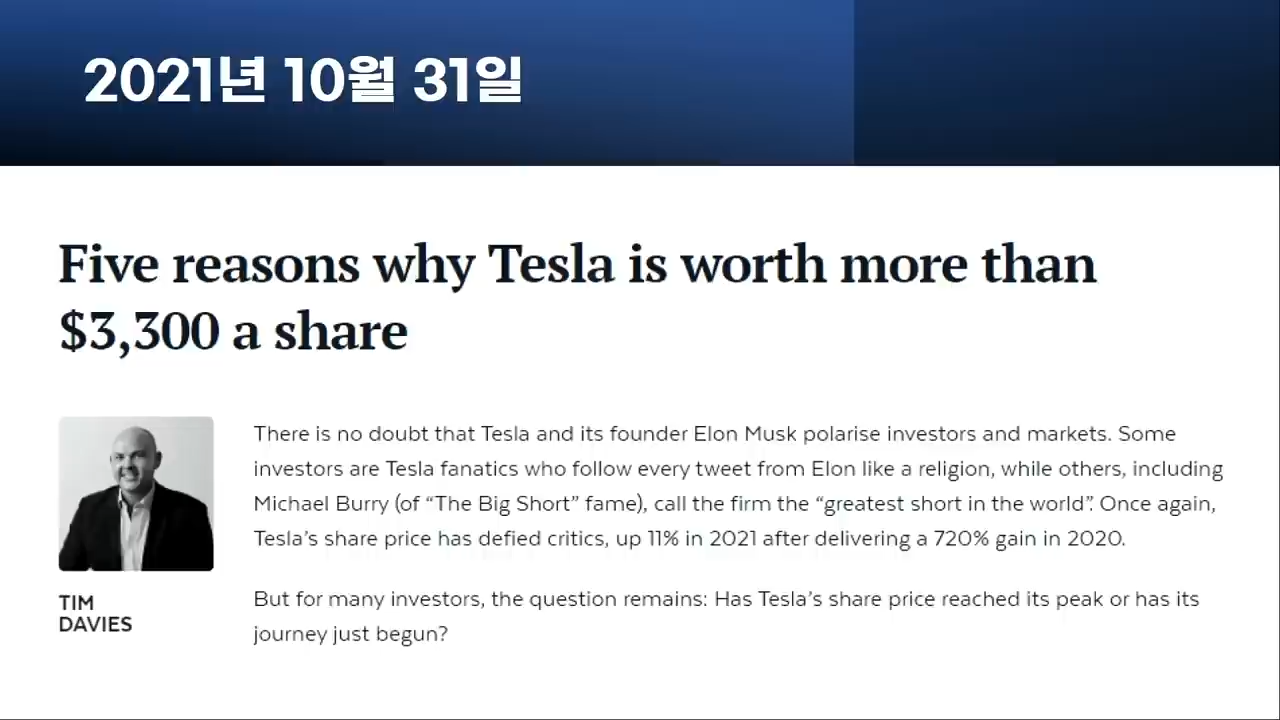 2021년 10월 31일
Five reasons why Tesla is worth more than
$3,300 a share
There is no doubt that Tesla and its founder Elon Musk polarise investors and markets. Some
investors are Tesla fanatics who follow every tweet from Elon like a religion, while others, including
Michael Burry (of “The Big Short” fame), call the firm the “greatest short in the world”. Once again,
Tesla’s share price has defied critics, up 11% in 2021 after delivering a 720% gain in 2020.
TIM
DAVIES
But for many investors, the question remains: Has Tesla’s share price reached its peak or has its
journey just begun?